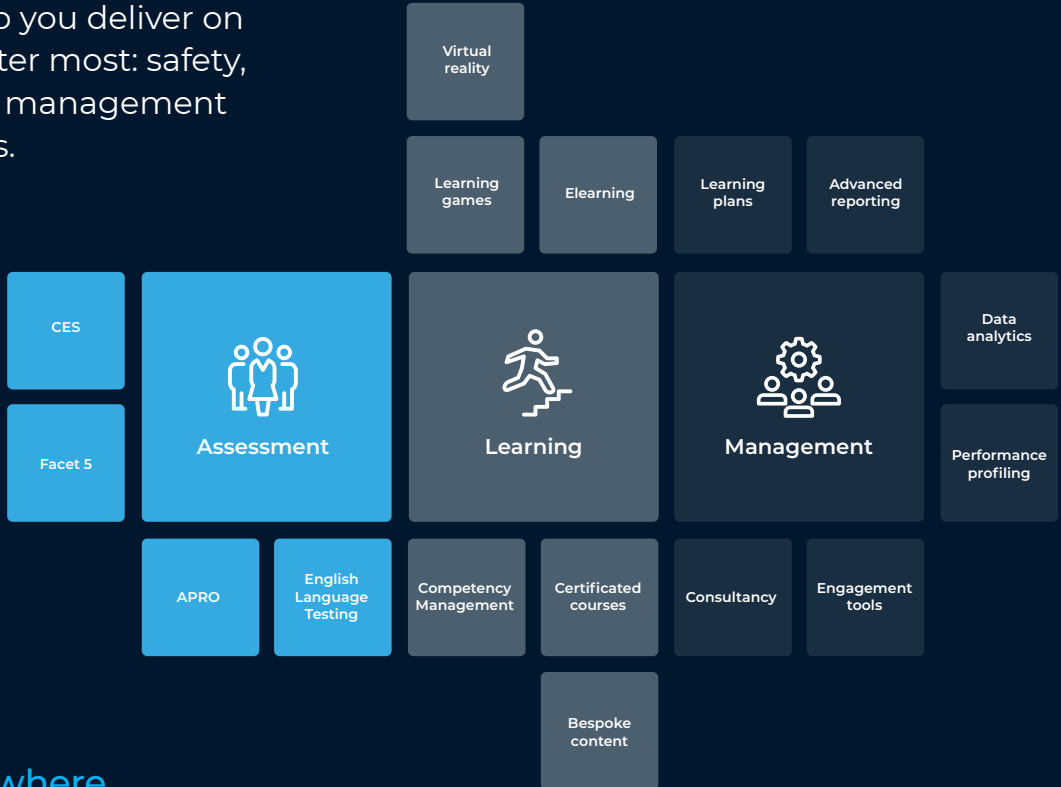 you deliver on
most: safety,
management
Virtual
reality
Learning
games
Elearning
Learning
plans
Advanced
reporting
CES
Facet 5
Assessment
Learning
Management
Data
analytics
Performance
profiling
APRO
English
Language
Testing
Competency
Management
Certificated
courses
Consultancy
Engagement
tools
Bespoke
content
where